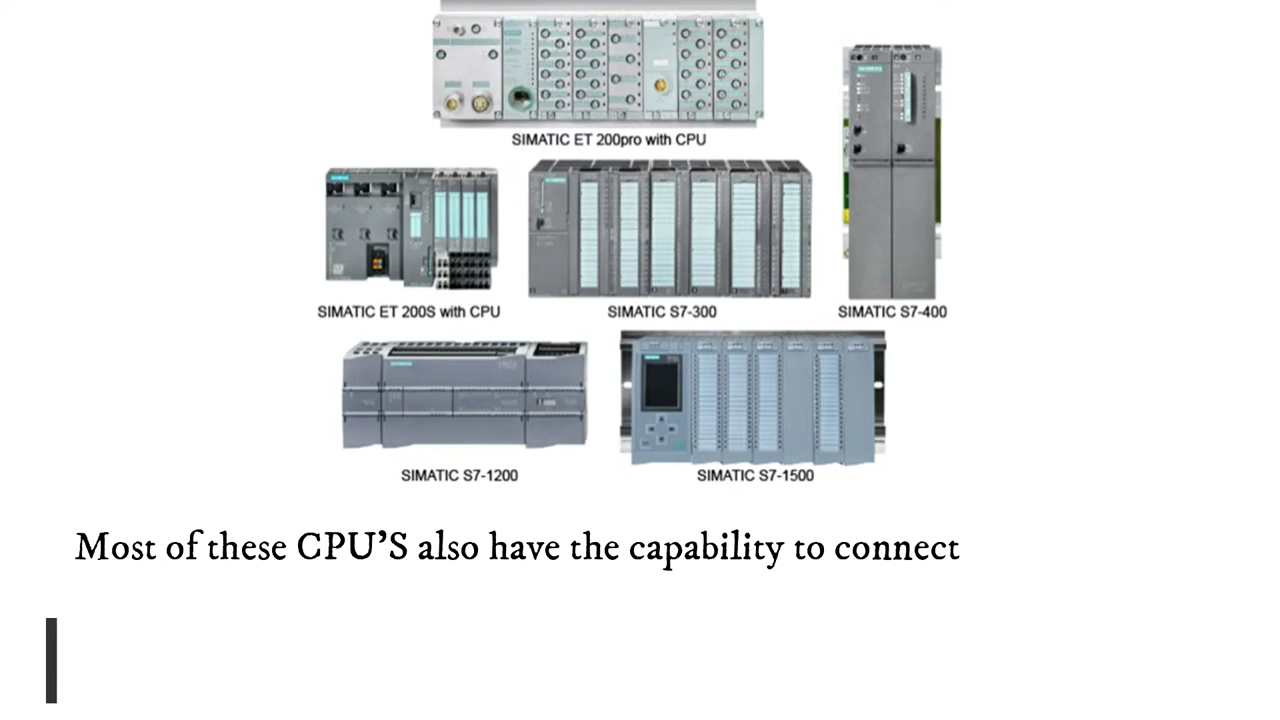 SIMATIC ET 200pro with CPU
SIEMENS
SIMATIC ET 200S with CPU
SIMATIC S7-300
SIMATIC S7-400
SIMATIC S7-1200
SIMATIC S7-1500
Most of these CPU'S also have the capability to connect